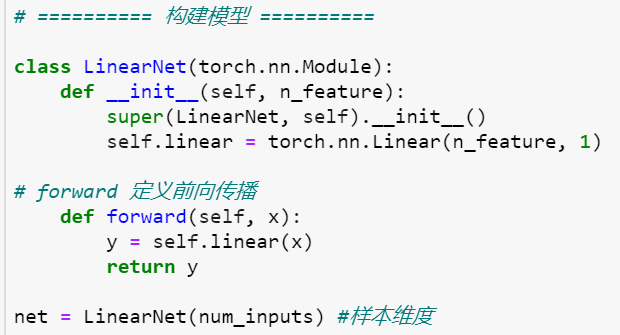 # ========== 构建模型 ==========
class LinearNet(torch.nn.Module):
    def __init__(self, n_feature):
        super(LinearNet, self).__init__()
        self.linear = torch.nn.Linear(n_feature, 1)
# forward 定义前向传播
    def forward(self, x):
        y = self.linear(x)
        return y
net = LinearNet(num_inputs) #样本维度